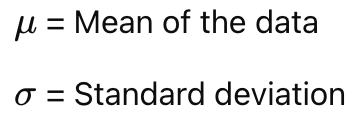 μ = Mean of the data
σ = Standard deviation